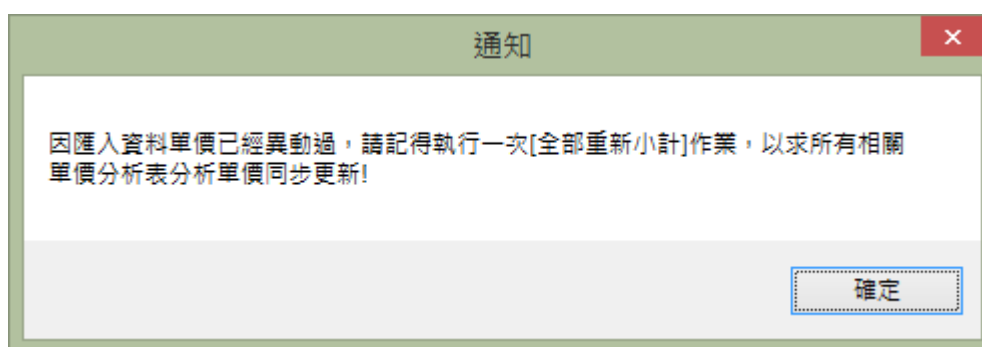 通知
因匯入資料單價已經異動過，請記得執行一次[全部重新小計]作業，以求所有相關
單價分析表分析單價同步更新!
確定